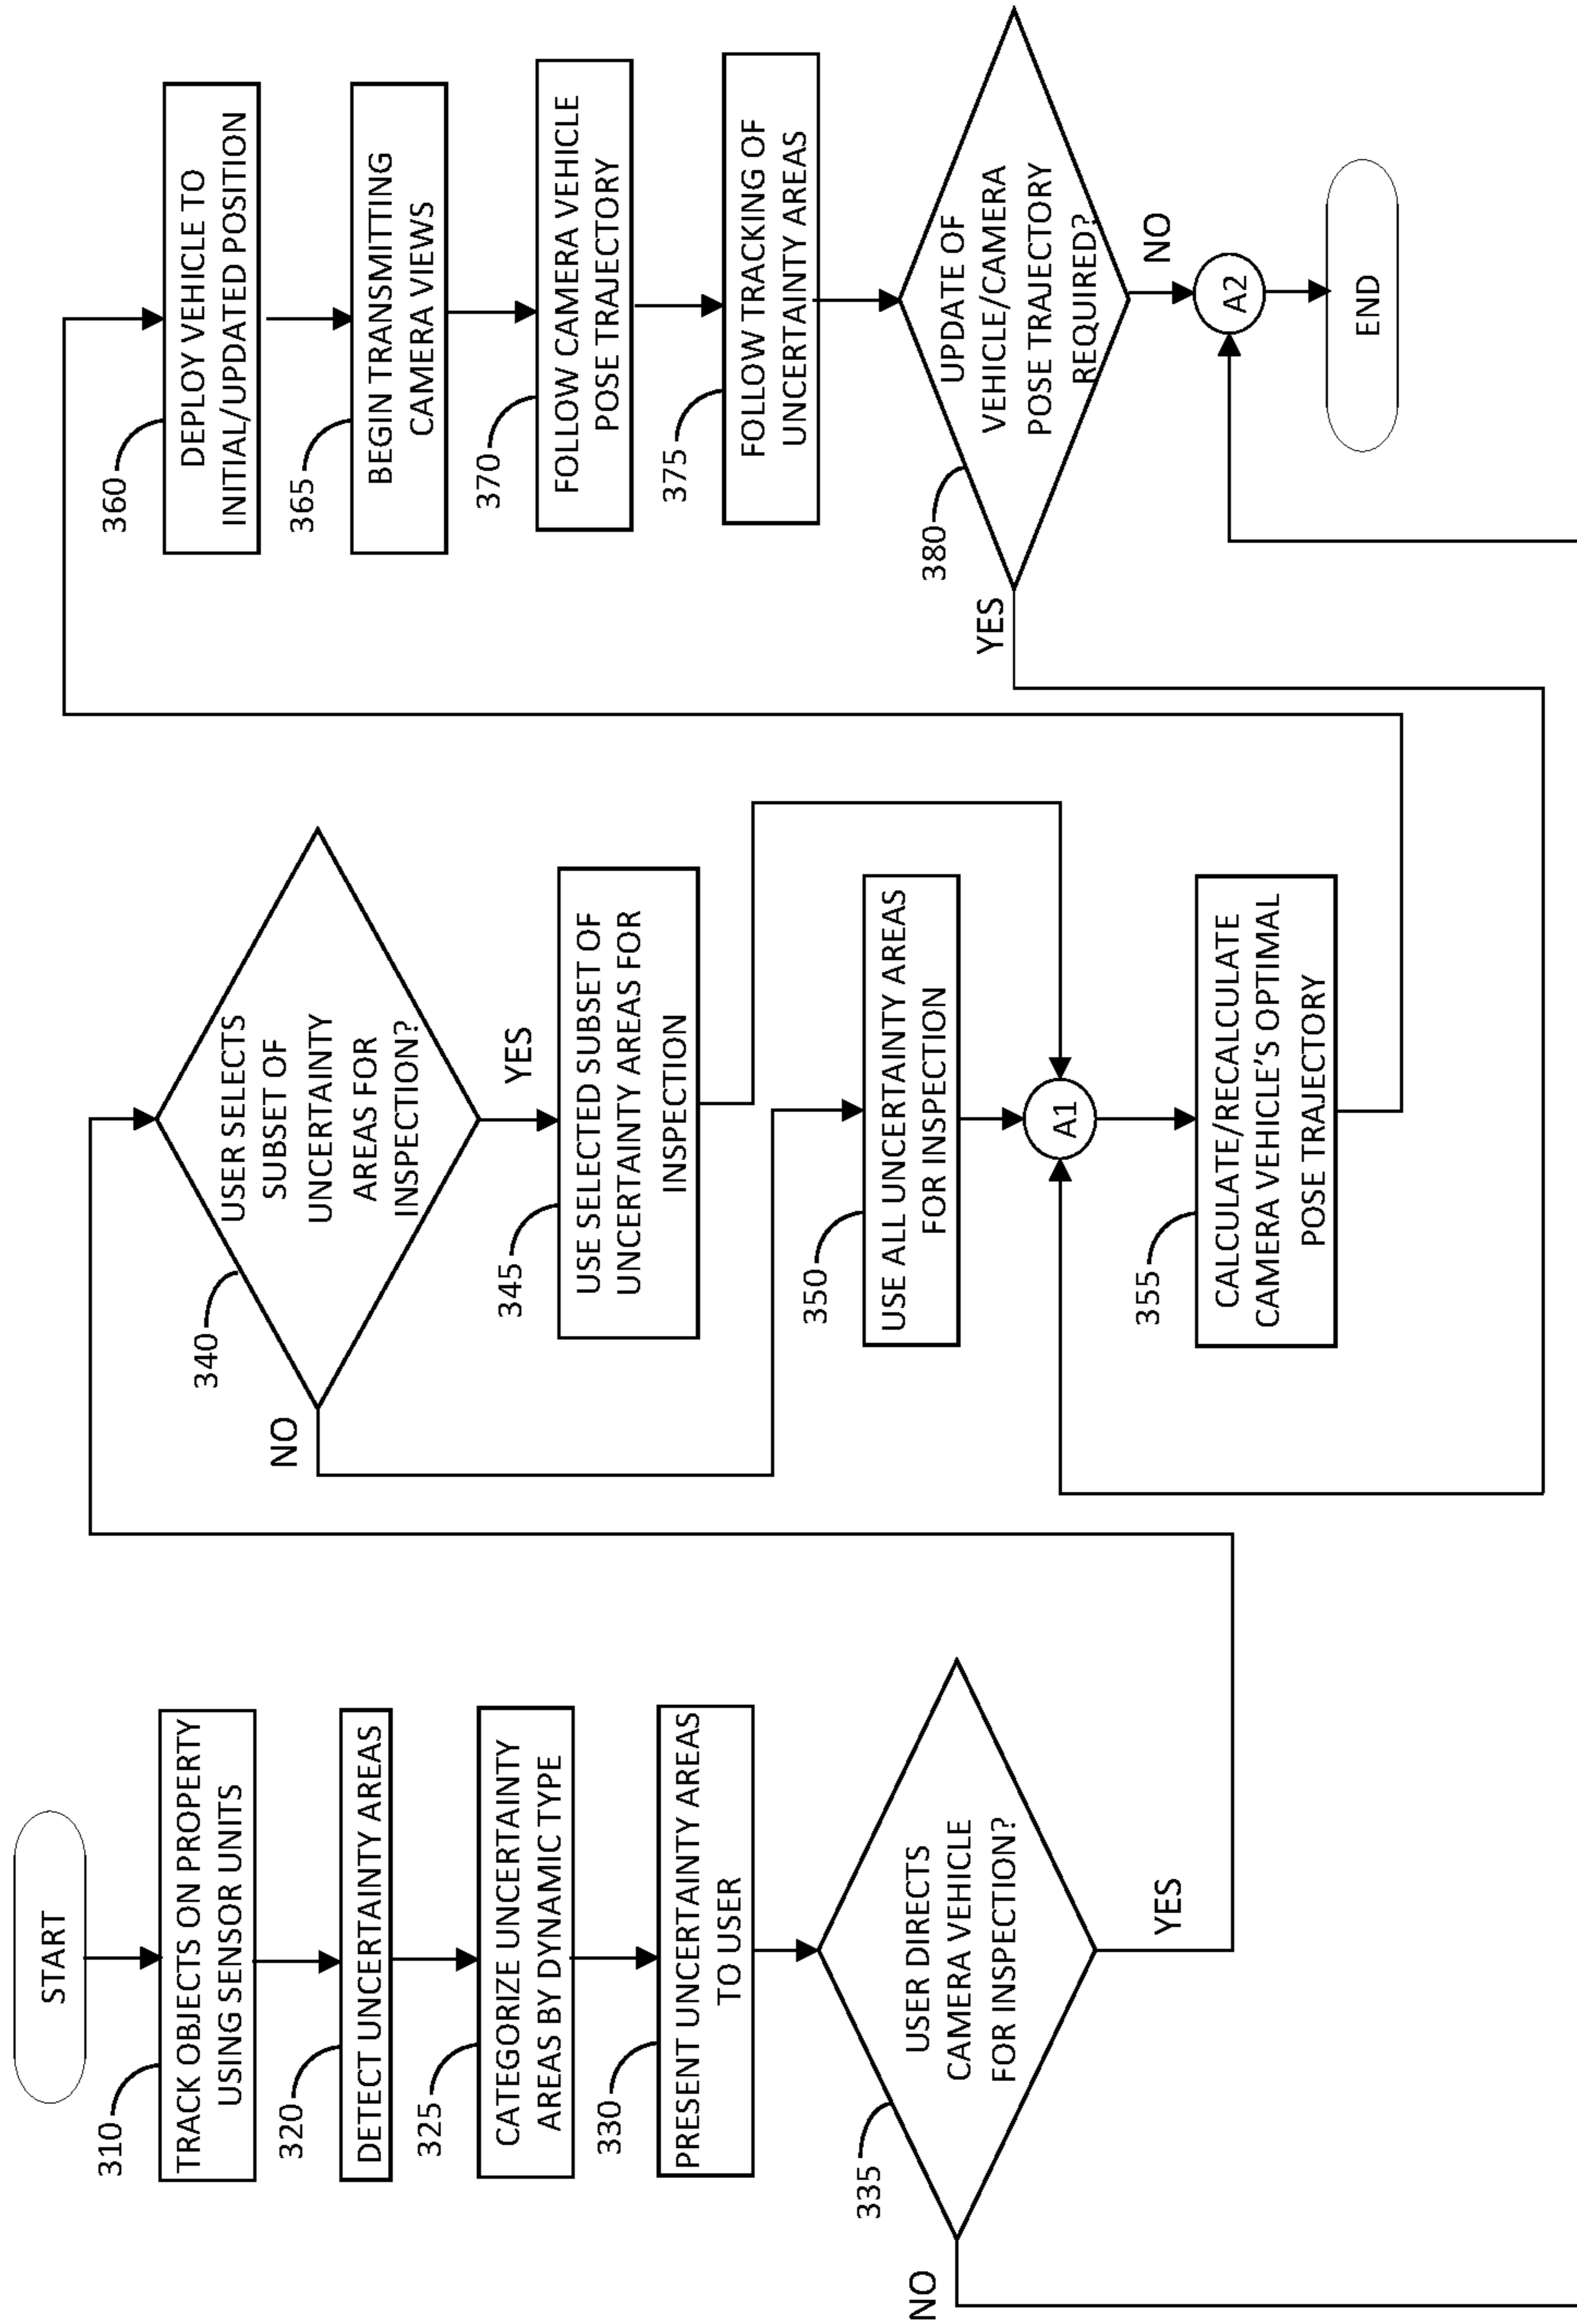 START
310
TRACK OBJECTS ON PROPERTY
USING SENSOR UNITS
320
DETECT UNCERTAINTY AREAS
325
CATEGORIZE UNCERTAINTY
AREAS BY DYNAMIC TYPE
330
PRESENT UNCERTAINTY AREAS
TO USER
335
USER DIRECTS
CAMERA VEHICLE
FOR INSPECTION?
NO
YES
340
USER SELECTS
SUBSET OF
UNCERTAINTY
AREAS FOR
INSPECTION?
NO
YES
345
USE SELECTED SUBSET OF
UNCERTAINTY AREAS FOR
INSPECTION
350
USE ALL UNCERTAINTY AREAS
FOR INSPECTION
A1
355
CALCULATE/RECALCULATE
CAMERA VEHICLE'S OPTIMAL
POSE TRAJECTORY
360
DEPLOY VEHICLE TO
INITIAL/UPDATED POSITION
365
BEGIN TRANSMITTING
CAMERA VIEWS
370
FOLLOW CAMERA VEHICLE
POSE TRAJECTORY
375
FOLLOW TRACKING OF
UNCERTAINTY AREAS
380
UPDATE OF
VEHICLE/CAMERA
POSE TRAJECTORY
REQUIRED?
YES
NO
A2
END